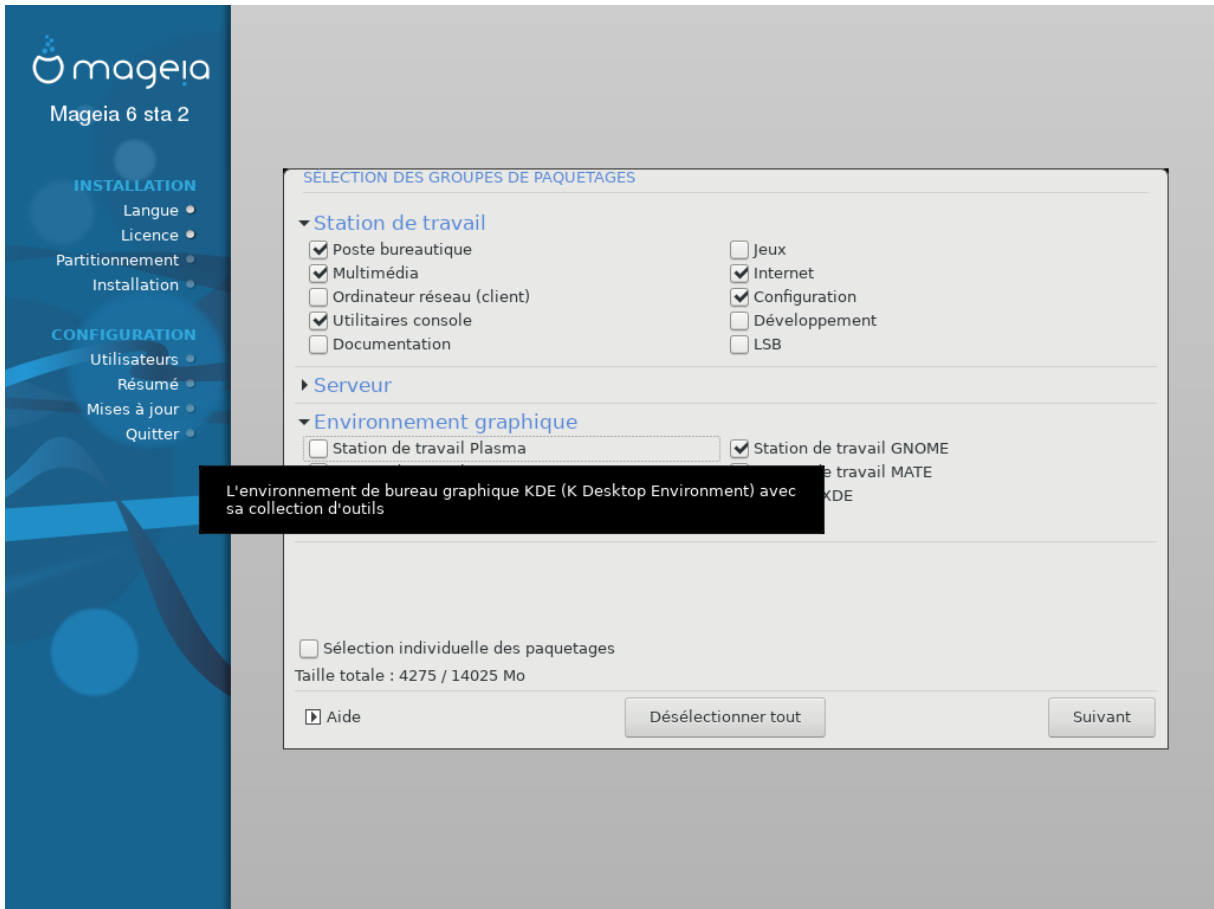 mageia
Mageia 6 sta 2
INSTALLATION
Langue
Licence
Partitionnement
Installation
CONFIGURATION
Utilisateurs
Résumé
Mises à jour
Quitter
SÉLECTION DES GROUPES DE PAQUETAGES
Station de travail
Poste bureautique
Jeux
Multimédia
Internet
Ordinateur réseau (client)
Configuration
Utilitaires console
Développement
Documentation
LSB
Serveur
Environnement graphique
Station de travail Plasma
Station de travail GNOME
travail MATE
L'environnement de bureau graphique KDE (K Desktop Environment) avec
sa collection d'outils
XDE
Sélection individuelle des paquetages
Taille totale : 4275 / 14025 Mo
Aide
Désélectionner tout
Suivant